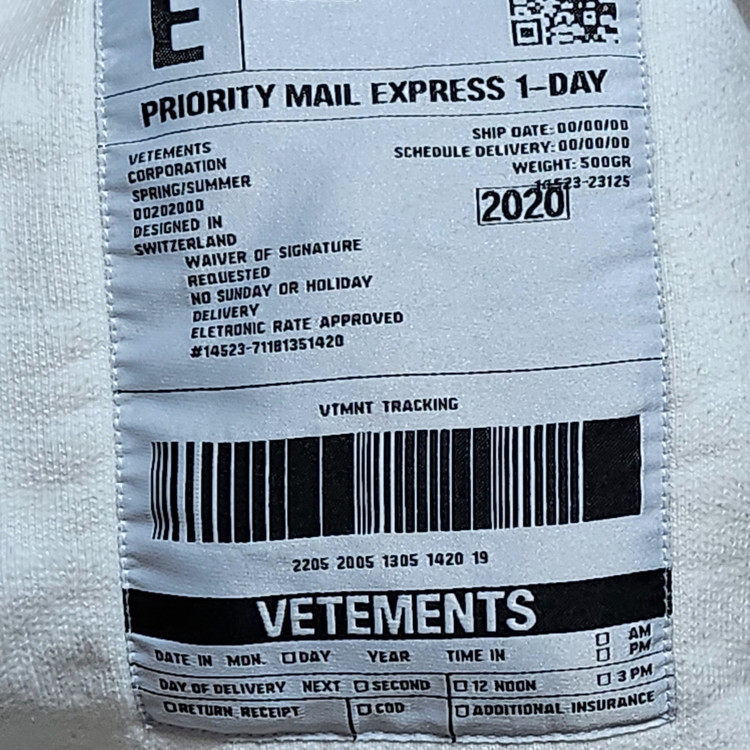 E
PRIORITY MAIL EXPRESS 1-DAY
VETEMENTS
CORPORATION
SPRING/SUMMER
00202000
DESIGNED IN
SWITZERLAND
SHIP DATE: 00/00/00
SCHEDULE DELIVERY: 00/00/00
WEIGHT: 500GR
14523-23125
2020
WAIVER OF SIGNATURE
REQUESTED
NO SUNDAY OR HOLIDAY
DELIVERY
ELETRONIC RATE APPROVED
#14523-71181351420
VTMNT TRACKING
2205 2005 1305 1420 19
VETEMENTS
DATE IN MON. DAY YEAR TIME IN AM
PM
DAY OF DELIVERY NEXT SECOND 12 NOON 3 PM
RETURN RECEIPT COD ADDITIONAL INSURANCE